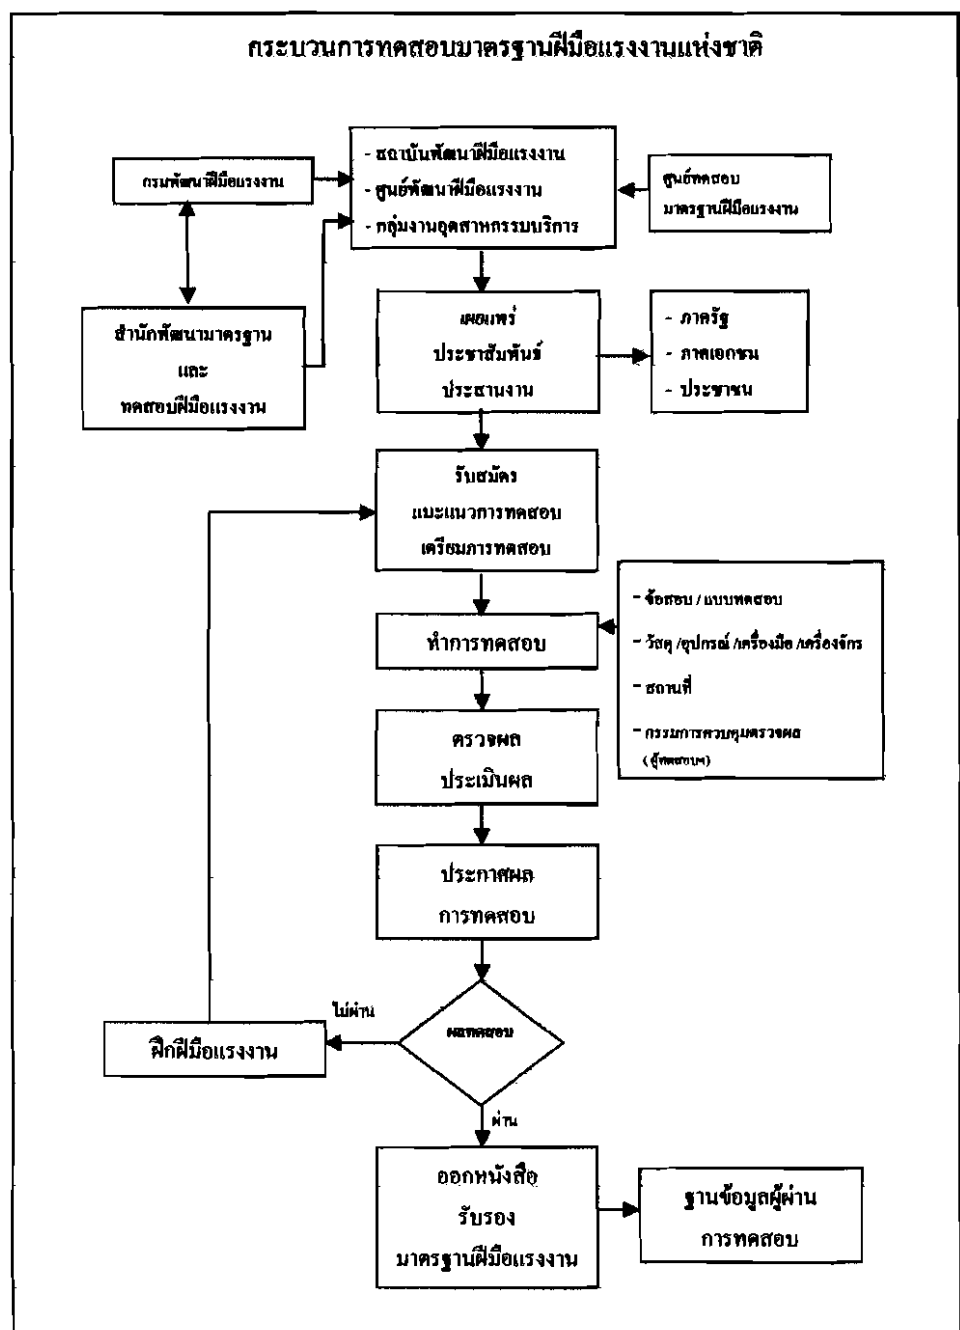 กระบวนการทดสอบมาตรฐานฝีมือแรงงานแห่งชาติ
กรมพัฒนาฝีมือแรงงาน
- สถาบันพัฒนาฝีมือแรงงาน
- ศูนย์พัฒนาฝีมือแรงงาน
- กลุ่มงานอุตสาหกรรมบริการ
ศูนย์ทดสอบ
มาตรฐานฝีมือแรงงาน
สำนักพัฒนามาตรฐาน
และ
ทดสอบฝีมือแรงงาน
เผยแพร่
ประชาสัมพันธ์
ประสานงาน
- ภาครัฐ
- ภาคเอกชน
- ประชาชน
รับสมัคร
แนะแนวการทดสอบ
เตรียมการทดสอบ
- ข้อสอบ / แบบทดสอบ
- วัสดุ /อุปกรณ์ /เครื่องมือ /เครื่องจักร
- สถานที่
- กรรมการควบคุมตรวจผล
(ผู้ทดสอบฯ)
ทำการทดสอบ
ตรวจผล
ประเมินผล
ประกาศผล
การทดสอบ
ผลทดสอบ
ไม่ผ่าน
ฝึกฝีมือแรงงาน
ผ่าน
ออกหนังสือ
รับรอง
มาตรฐานฝีมือแรงงาน
ฐานข้อมูลผู้ผ่าน
การทดสอบ